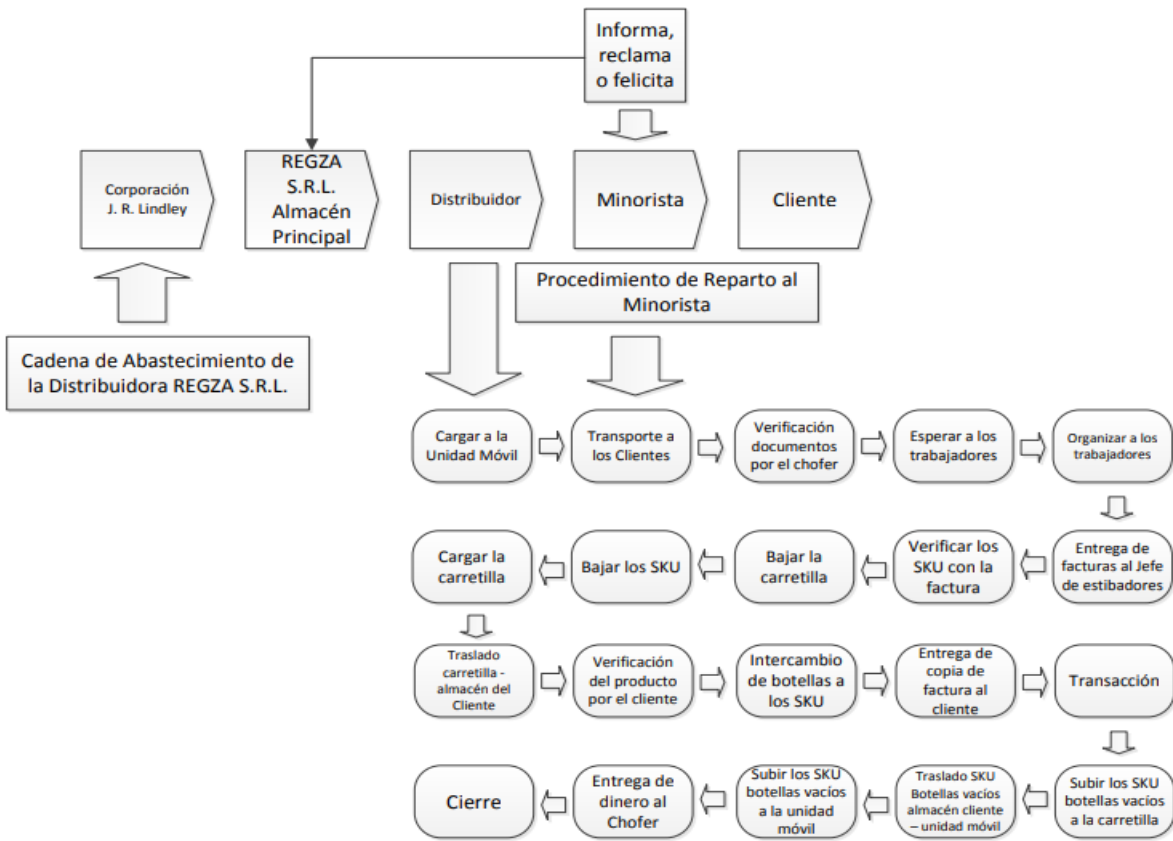 Informa,
reclama
o felicita
Corporación
J. R. Lindley
REGZA
S.R.L.
Almacén
Principal
Distribuidor
Minorista
Cliente
Procedimiento de Reparto al
Minorista
Cadena de Abastecimiento de
la Distribuidora REGZA S.R.L.
Cargar a la
Unidad Móvil
Transporte a
los Clientes
Verificación
documentos
por el chofer
Esperar a los
trabajadores
Organizar a los
trabajadores
Entrega de
facturas al Jefe
de estibadores
Verificar los
SKU con la
factura
Bajar la
carretilla
Bajar los SKU
Cargar la
carretilla
Traslado
carretilla -
almacén del
Cliente
Verificación
del producto
por el cliente
Intercambio
de botellas a
los SKU
Entrega de
copia de
factura al
cliente
Transacción
Subir los SKU
botellas vacíos
a la carretilla
Traslado SKU
Botellas vacíos
almacén cliente
– unidad móvil
Subir los SKU
botellas vacíos
a la unidad
móvil
Entrega de
dinero al
Chofer
Cierre